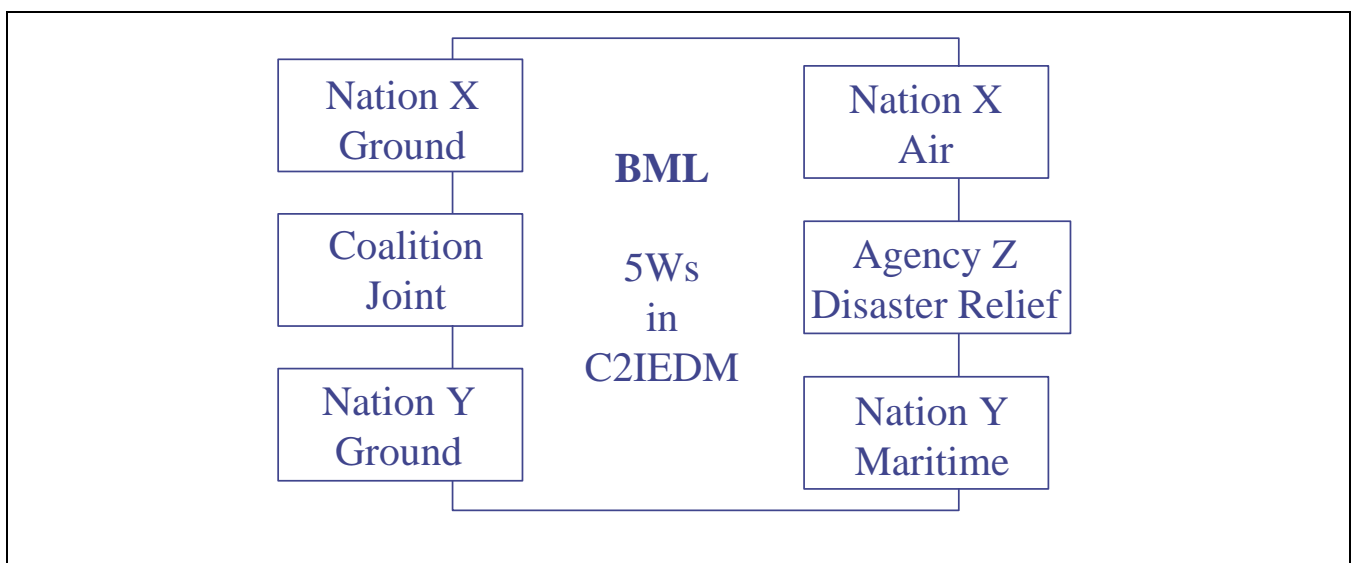 Nation X
Ground
Coalition
Joint
Nation Y
Ground
BML
5Ws
in
C2IEDM
Nation X
Air
Agency Z
Disaster Relief
Nation Y
Maritime